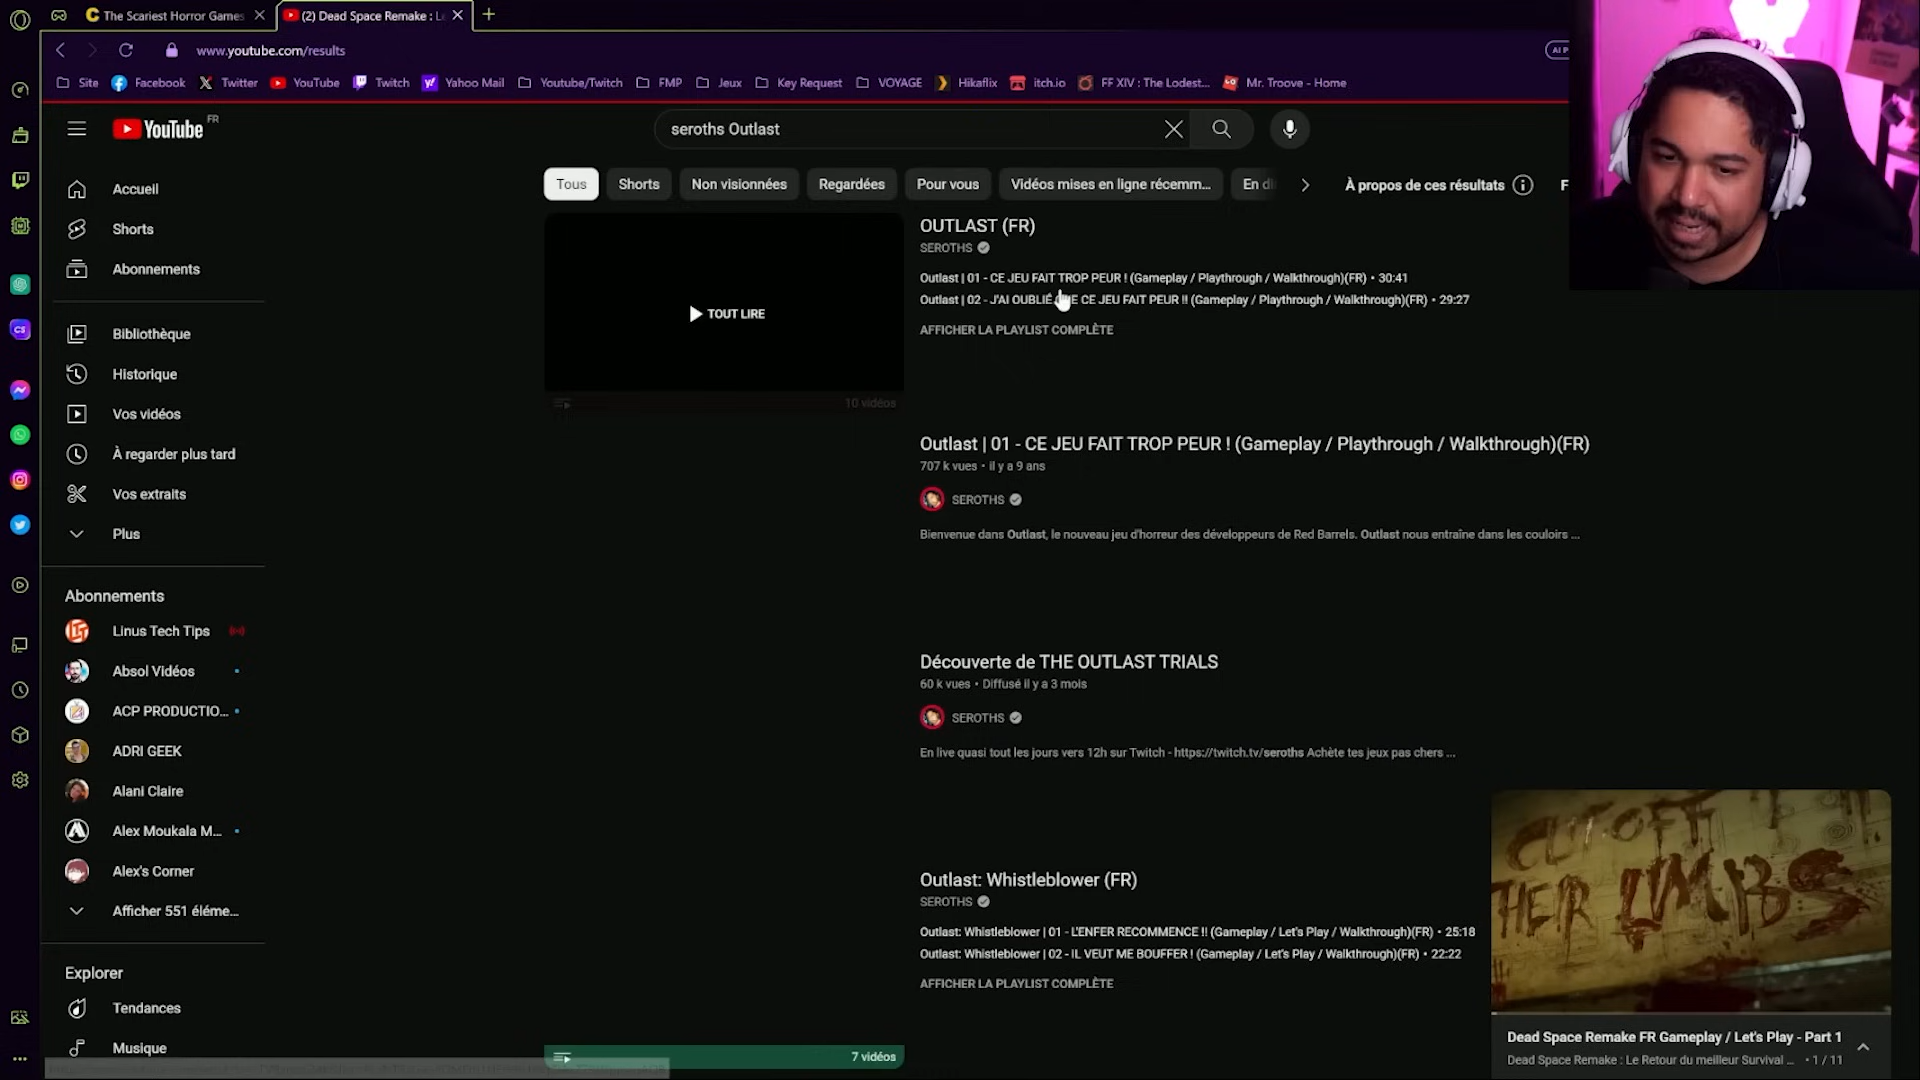 The Scariest Horror Games
(2) Dead Space Remake : Le
www.youtube.com/results
AI P
Site
Facebook
Twitter
YouTube
Twitch
Yahoo Mail
Youtube/Twitch
FMP
Jeux
Key Request
VOYAGE
Hikaflix
itch.io
FF XIV : The Lodest...
Mr. Troove - Home
YouTube FR
seroths Outlast
Tous
Shorts
Non visionnées
Regardées
Pour vous
Vidéos mises en ligne récemm...
En di
À propos de ces résultats
F
Accueil
Shorts
Abonnements
Bibliothèque
Historique
Vos vidéos
À regarder plus tard
Vos extraits
Plus
Abonnements
Linus Tech Tips
Absol Vidéos
ACP PRODUCTIO...
ADRI GEEK
Alani Claire
Alex Moukala M...
Alex's Corner
Afficher 551 éléme...
Explorer
Tendances
Musique
TOUT LIRE
10 vidéos
OUTLAST (FR)
SEROTHS
Outlast | 01 - CE JEU FAIT TROP PEUR ! (Gameplay / Playthrough / Walkthrough)(FR) • 30:41
Outlast | 02 - J'AI OUBLIÉ QUE CE JEU FAIT PEUR !! (Gameplay / Playthrough / Walkthrough)(FR) • 29:27
AFFICHER LA PLAYLIST COMPLÈTE
Outlast | 01 - CE JEU FAIT TROP PEUR ! (Gameplay / Playthrough / Walkthrough)(FR)
707 k vues • il y a 9 ans
SEROTHS
Bienvenue dans Outlast, le nouveau jeu d'horreur des développeurs de Red Barrels. Outlast nous entraîne dans les couloirs ...
Découverte de THE OUTLAST TRIALS
60 k vues • Diffusé il y a 3 mois
SEROTHS
En live quasi tout les jours vers 12h sur Twitch - https://twitch.tv/seroths Achète tes jeux pas chers ...
Outlast: Whistleblower (FR)
SEROTHS
Outlast: Whistleblower | 01 - L'ENFER RECOMMENCE !! (Gameplay / Let's Play / Walkthrough)(FR) • 25:18
Outlast: Whistleblower | 02 - IL VEUT ME BOUFFER ! (Gameplay / Let's Play / Walkthrough)(FR) • 22:22
AFFICHER LA PLAYLIST COMPLÈTE
7 vidéos
CUT OFF
THEIR LIMBS
Dead Space Remake FR Gameplay / Let's Play - Part 1
Dead Space Remake : Le Retour du meilleur Survival ... • 1 / 11